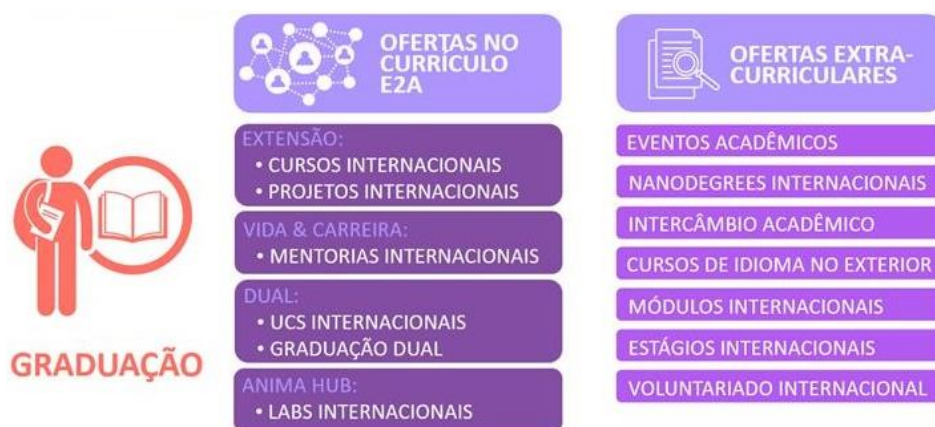 GRADUAÇÃO
OFERTAS NO
CURRÍCULO
E2A
EXTENSÃO:
• CURSOS INTERNACIONAIS
• PROJETOS INTERNACIONAIS
VIDA & CARREIRA:
• MENTORIAS INTERNACIONAIS
DUAL:
• UCS INTERNACIONAIS
• GRADUAÇÃO DUAL
ANIMA HUB:
• LABS INTERNACIONAIS
OFERTAS EXTRA-
CURRICULARES
EVENTOS ACADÊMICOS
NANODEGREES INTERNACIONAIS
INTERCÂMBIO ACADÊMICO
CURSOS DE IDIOMA NO EXTERIOR
MÓDULOS INTERNACIONAIS
ESTÁGIOS INTERNACIONAIS
VOLUNTARIADO INTERNACIONAL